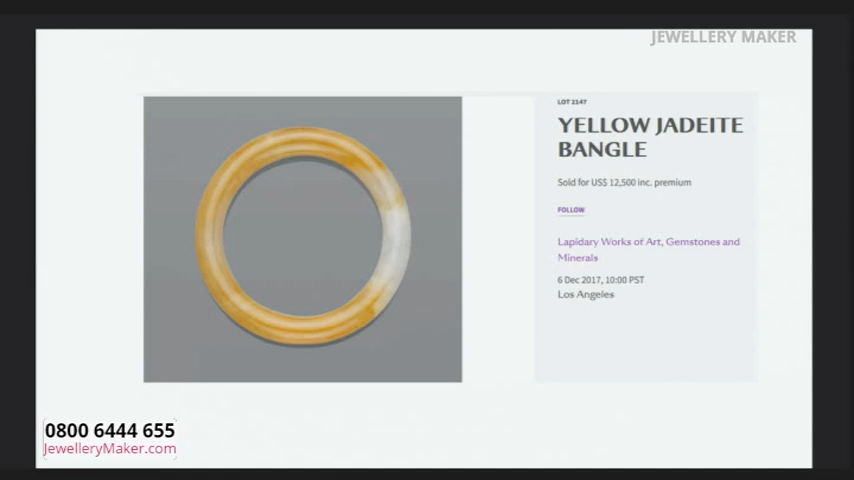 JEWELLERY MAKER
LOT 2147
YELLOW JADEITE
BANGLE
Sold for US$ 12,500 inc. premium
FOLLOW
Lapidary Works of Art, Gemstones and
Minerals
6 Dec 2017, 10:00 PST
Los Angeles
0800 6444 655
JewelleryMaker.com